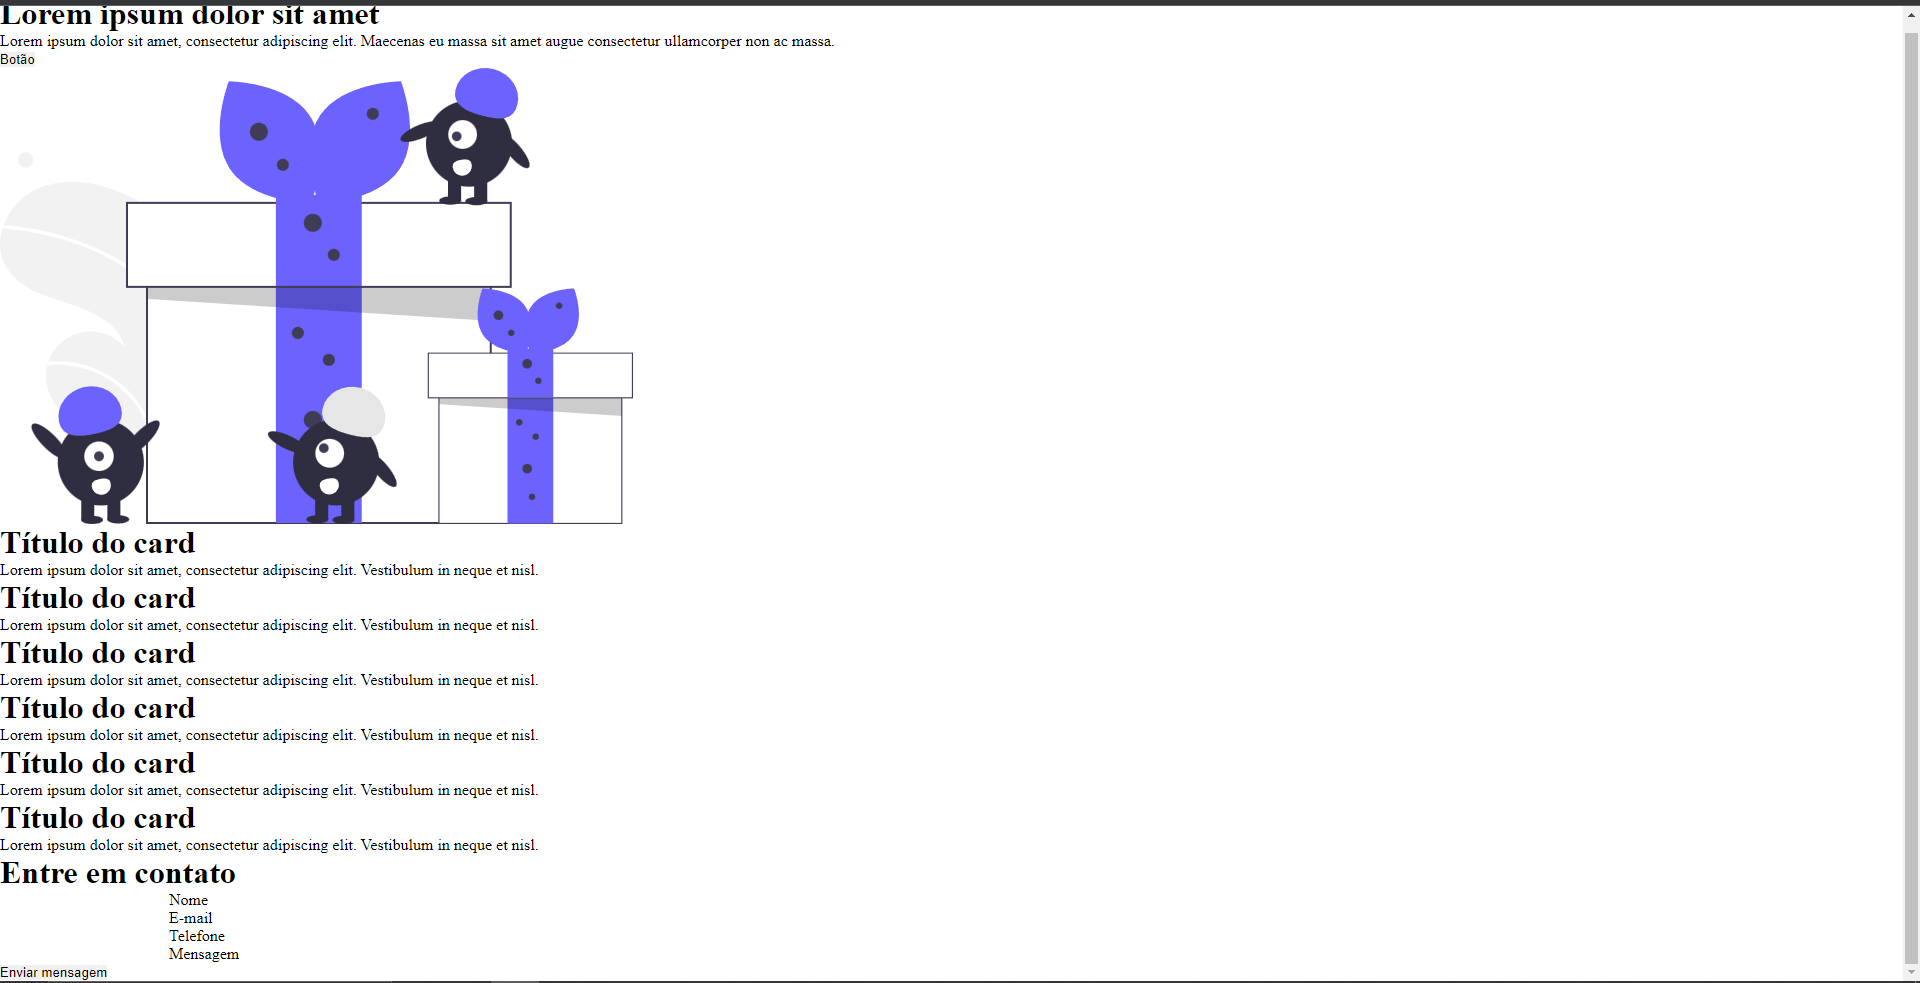 Lorem ipsum dolor sit amet
Lorem ipsum dolor sit amet, consectetur adipiscing elit. Maecenas eu massa sit amet augue consectetur ullamcorper non ac massa.
Botão
Título do card
Lorem ipsum dolor sit amet, consectetur adipiscing elit. Vestibulum in neque et nisl.
Título do card
Lorem ipsum dolor sit amet, consectetur adipiscing elit. Vestibulum in neque et nisl.
Título do card
Lorem ipsum dolor sit amet, consectetur adipiscing elit. Vestibulum in neque et nisl.
Título do card
Lorem ipsum dolor sit amet, consectetur adipiscing elit. Vestibulum in neque et nisl.
Título do card
Lorem ipsum dolor sit amet, consectetur adipiscing elit. Vestibulum in neque et nisl.
Título do card
Lorem ipsum dolor sit amet, consectetur adipiscing elit. Vestibulum in neque et nisl.
Entre em contato
Nome
E-mail
Telefone
Mensagem
Enviar mensagem